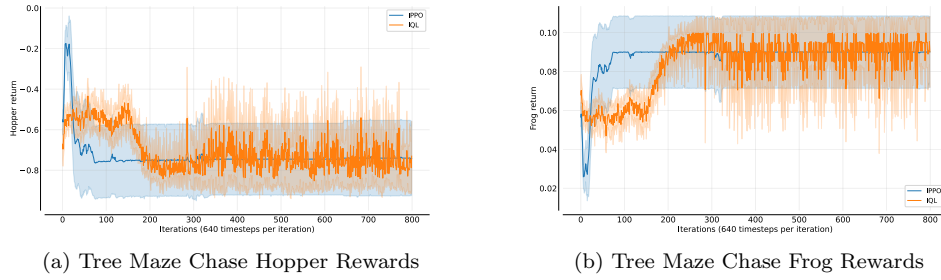 IPPO
IQL
0.0
−0.2
−0.4
−0.6
−0.8
Hopper return
0 100 200 300 400 500 600 700 800
Iterations (640 timesteps per iteration)
(a) Tree Maze Chase Hopper Rewards
0.10
0.08
0.06
0.04
0.02
Frog return
IPPO
IQL
0 100 200 300 400 500 600 700 800
Iterations (640 timesteps per iteration)
(b) Tree Maze Chase Frog Rewards